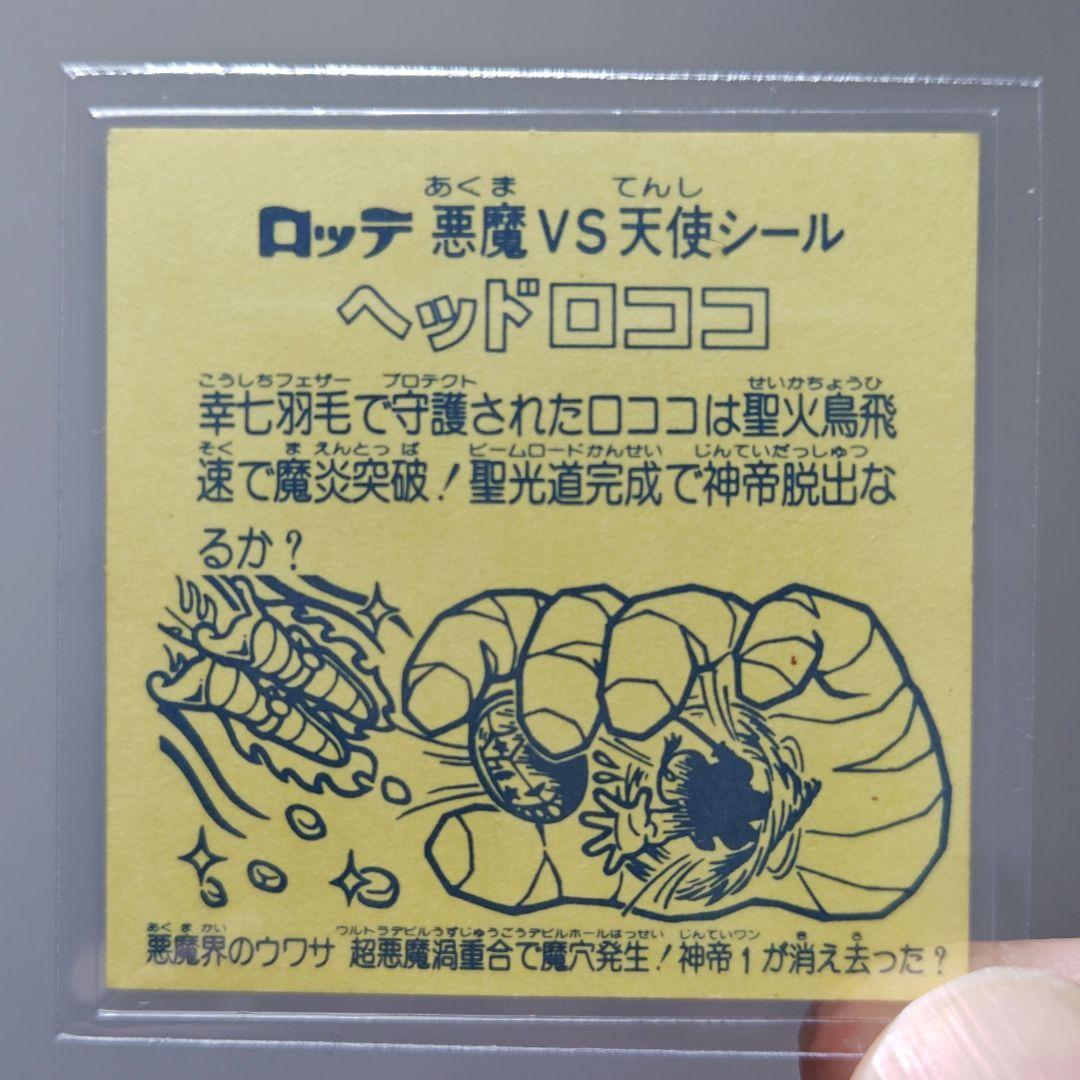 あくま てんし
ロッテ 悪魔VS天使シール
ヘッドロココ
こうしちフェザー プロテクト せいかちょうひ
幸七羽毛で守護されたロココは聖火鳥飛
そく ま えんとっ ぱ ビームロードかんせい じんていだっしゅつ
速で魔炎突破！聖光道完成で神帝脱出な
るか？
あく ま かい ウルトラデビルうずじゅうごうデビルホールはっせい じんていワン き さ
悪魔界のウワサ 超悪魔渦重合で魔穴発生！神帝1が消え去った？